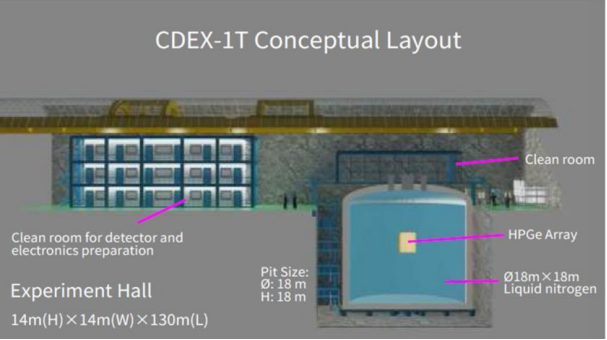 CDEX-1T Conceptual Layout
Clean room
Clean room for detector and
electronics preparation
HPGe Array
Pit Size:
Ø: 18 m
H: 18 m
Ø18m×18m
Liquid nitrogen
Experiment Hall
14m(H)×14m(W)×130m(L)